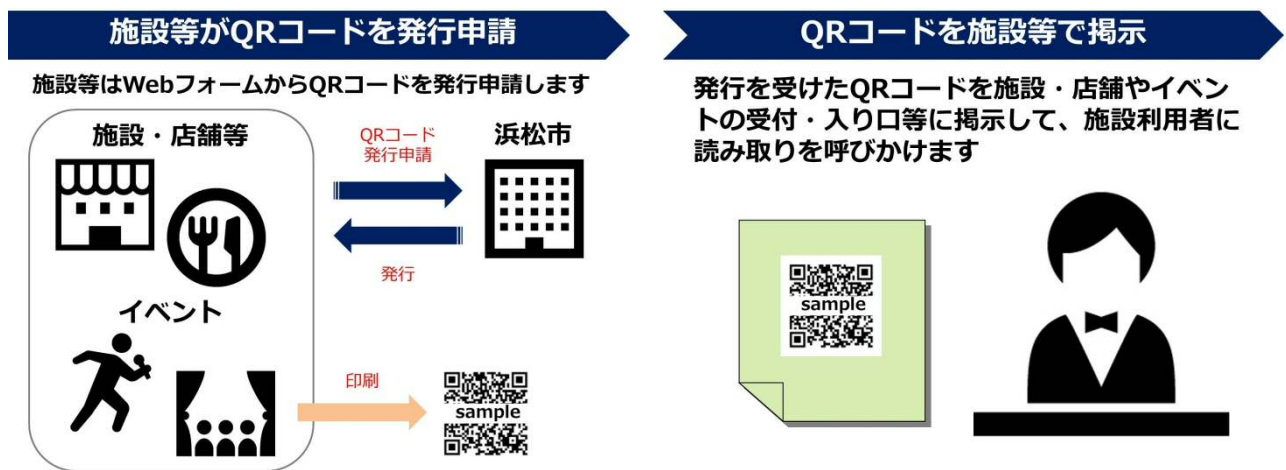 施設等がQRコードを発行申請
施設等はWebフォームからQRコードを発行申請します
施設・店舗等
QRコード
発行申請
浜松市
発行
イベント
印刷
sample
QRコードを施設等で掲示
発行を受けたQRコードを施設・店舗やイベン
トの受付・入り口等に掲示して、施設利用者に
読み取りを呼びかけます
sample